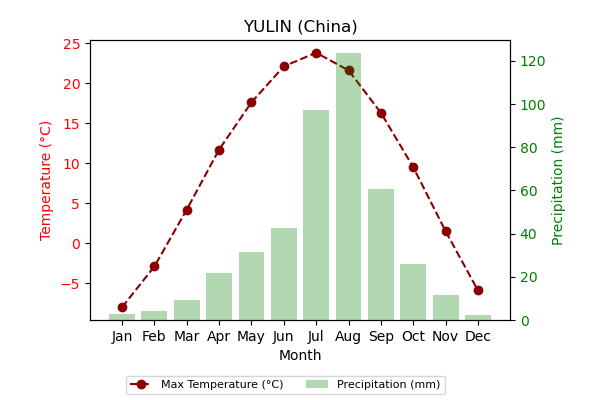 YULIN (China)
25
20
15
10
5
0
−5
Temperature (°C)
120
100
80
60
40
20
0
Precipitation (mm)
Jan Feb Mar Apr May Jun Jul Aug Sep Oct Nov Dec
Month
Max Temperature (°C) Precipitation (mm)